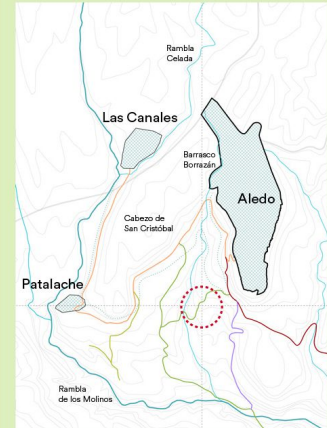 Rambla
Celada
Las Canales
Barrasco
Borrazán
Aledo
Cabezo de
San Cristóbal
Patalache
Rambla
de los Molinos